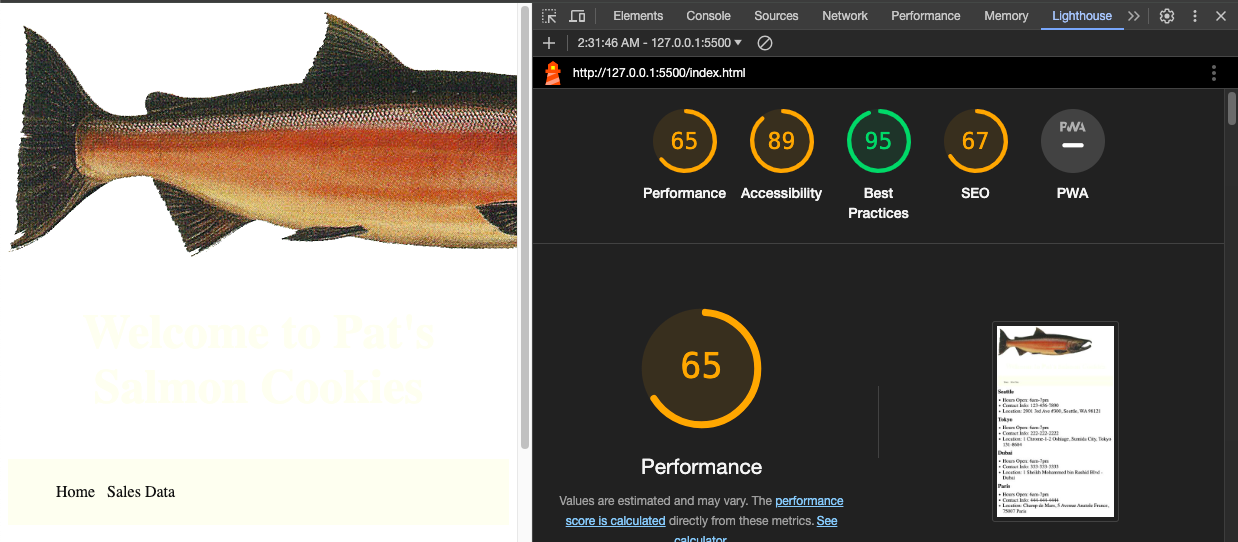 Elements Console Sources Network Performance Memory Lighthouse
2:31:46 AM - 127.0.0.1:5500
http://127.0.0.1:5500/index.html
65 89 95 67 PWA
Performance Accessibility Best Practices SEO PWA
Welcome to Pat's
Salmon Cookies
Home Sales Data
65
Performance
Values are estimated and may vary. The performance
score is calculated directly from these metrics. See
calculator.
Seattle
Hours Open: 6am-7pm
Contact Info: 123-456-7890
Location: 2901 3rd Ave #300, Seattle, WA 98121
Tokyo
Hours Open: 6am-7pm
Contact Info: 222-222-2222
Location: 1 Chrome-1-2 Oshiage, Sumida City, Tokyo
131-8634
Dubai
Hours Open: 6am-7pm
Contact Info: 333-333-3333
Location: 1 Sheikh Mohammed bin Rashid Blvd -
Dubai
Paris
Hours Open: 6am-7pm
Contact Info: 444-444-4444
Location: Champ de Mars, 5 Avenue Anatole France,
75007 Paris